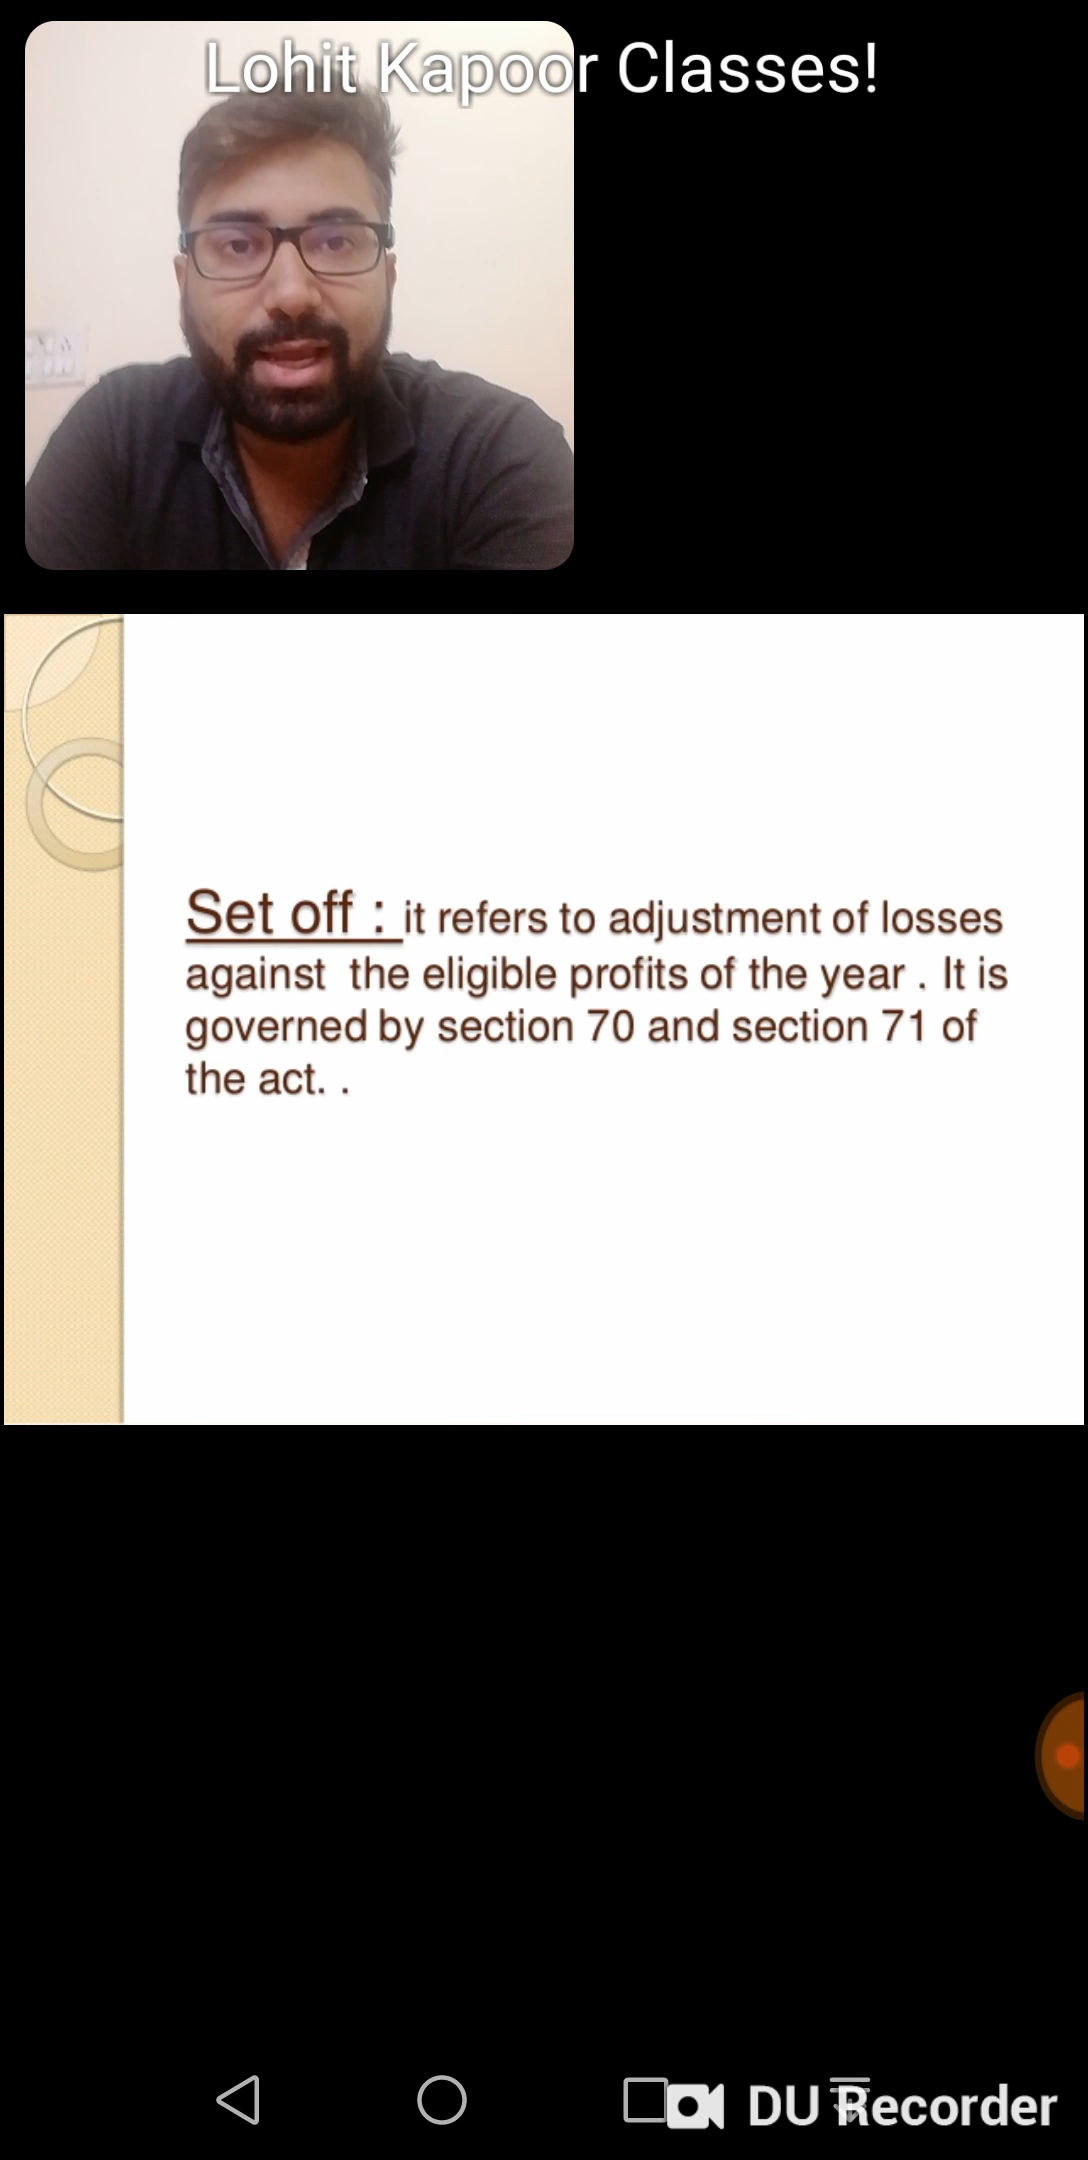 Lohit Kapoor Classes!
Set off : it refers to adjustment of losses
against the eligible profits of the year . It is
governed by section 70 and section 71 of
the act. .
DU Recorder